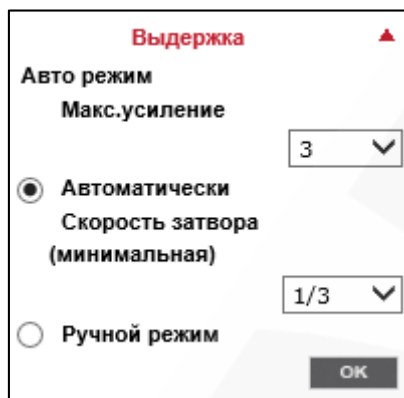 Выдержка
Авто режим
Макс.усиление
3
Автоматически
Скорость затвора
(минимальная)
1/3
Ручной режим
OK